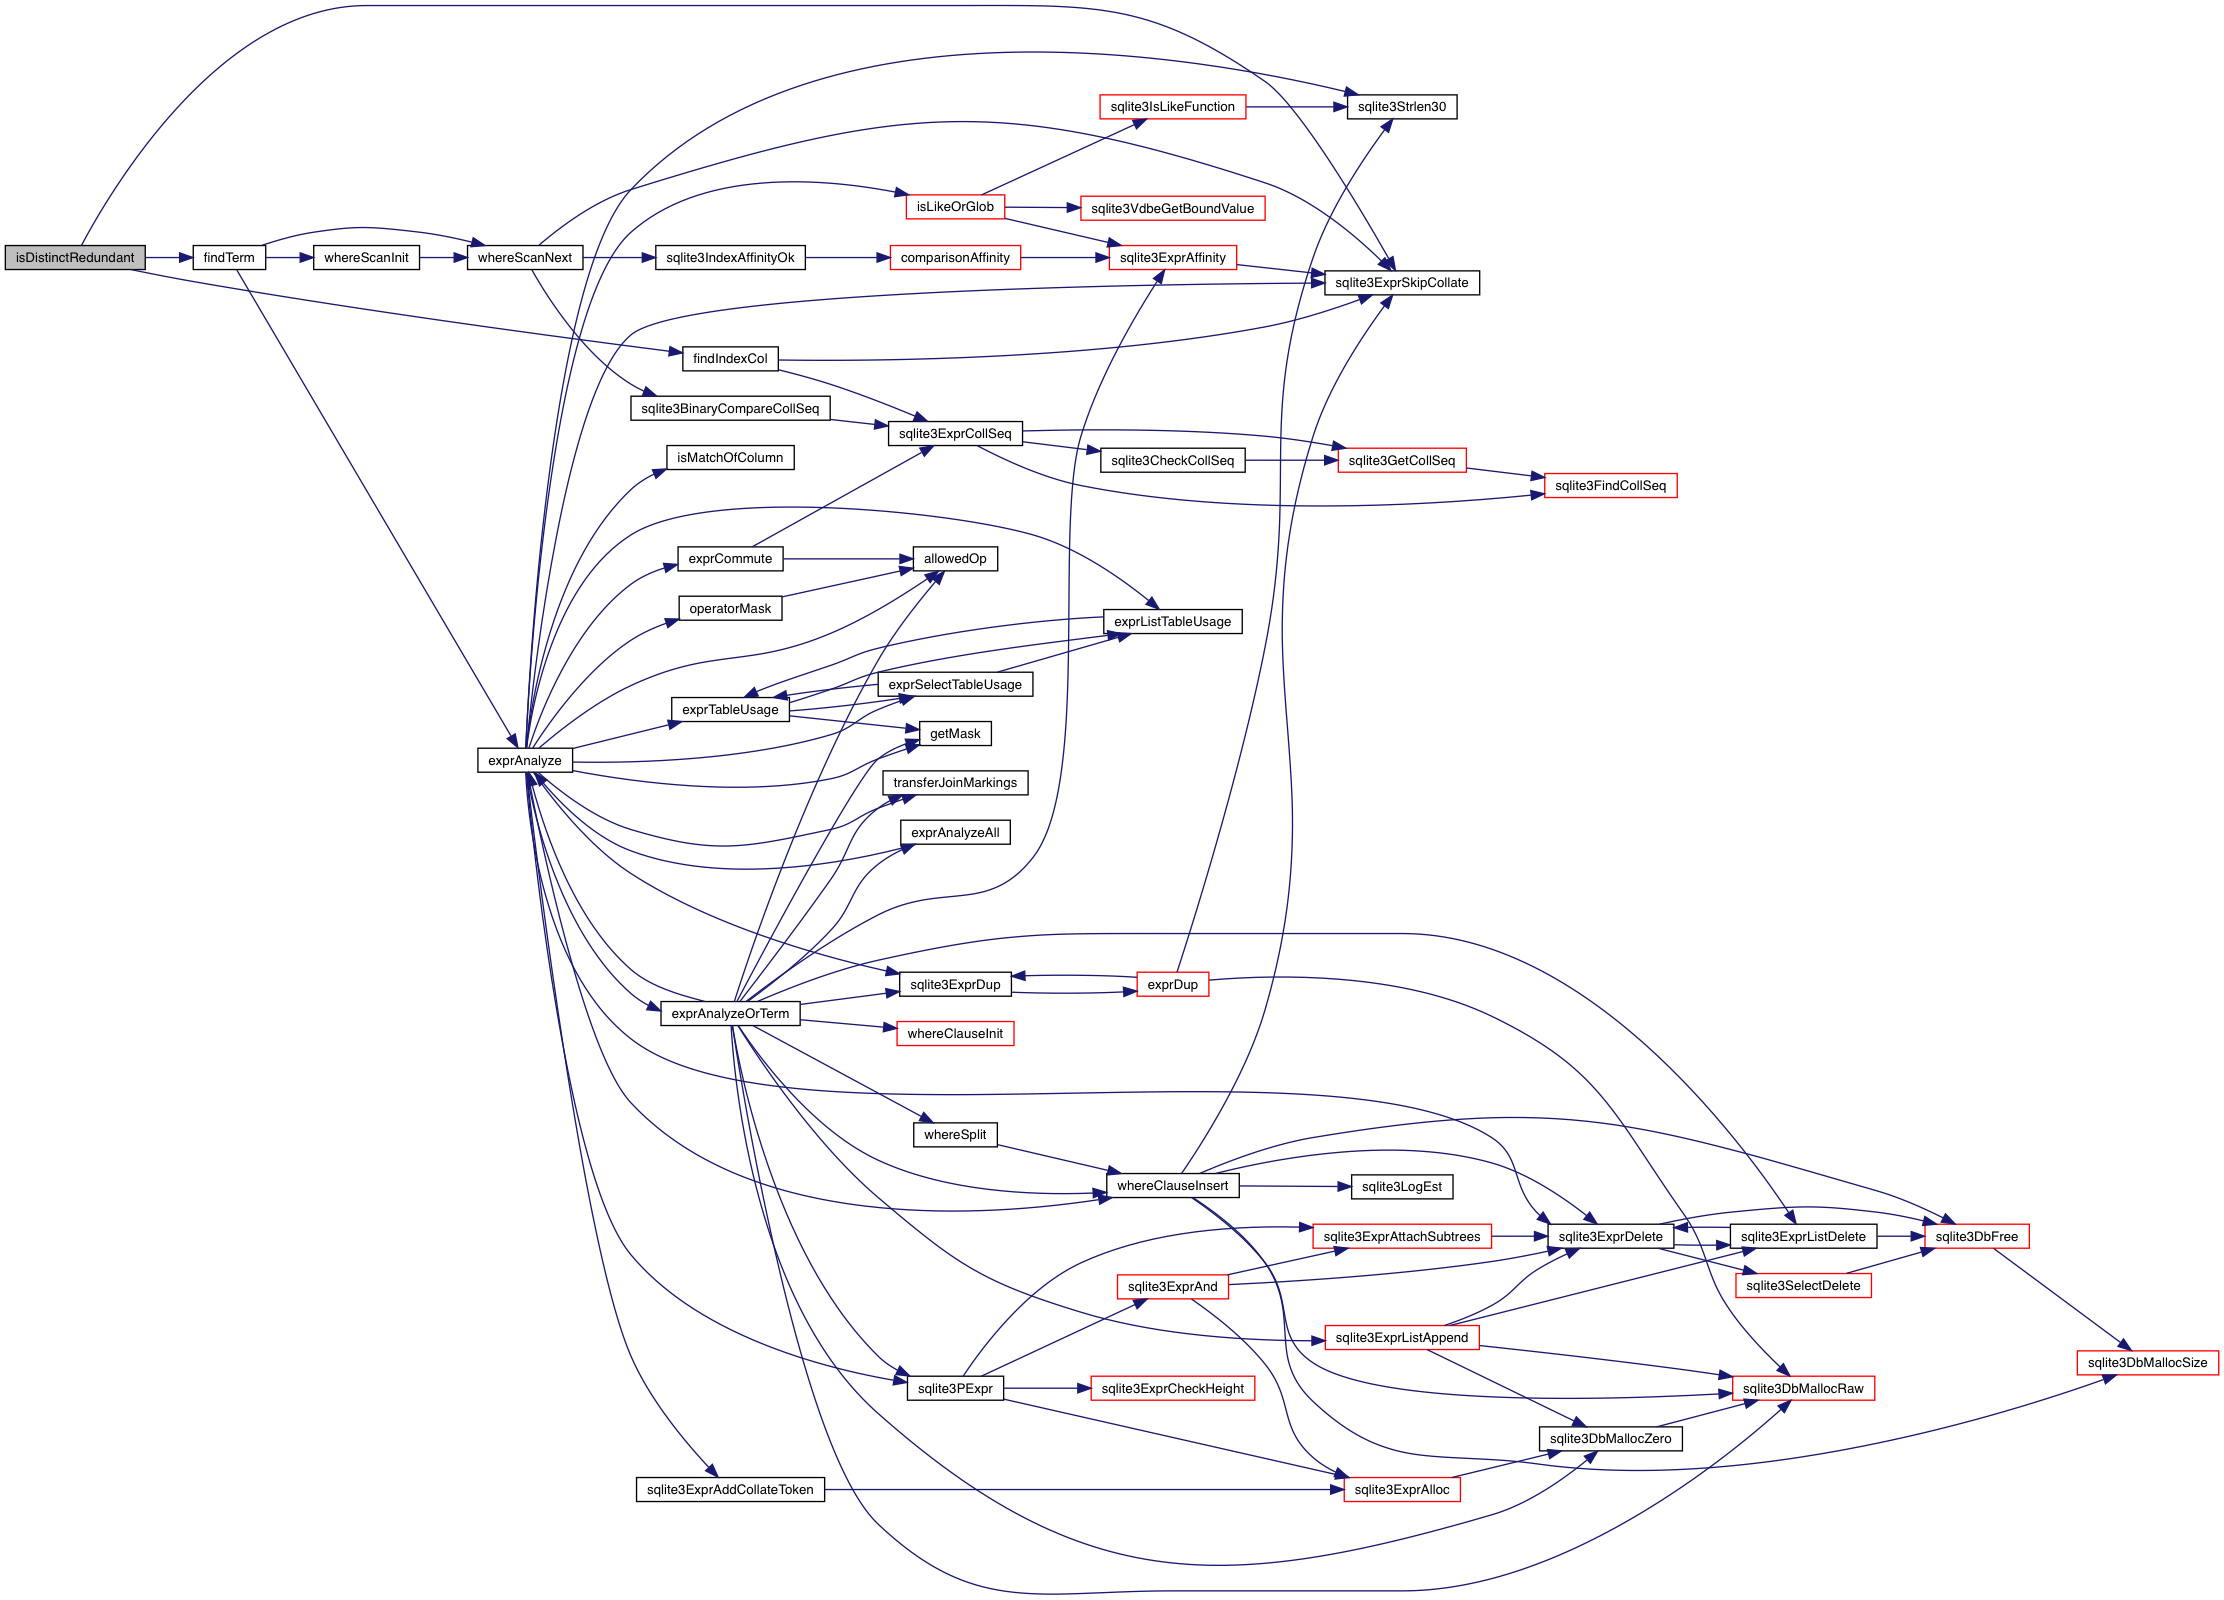 isDistinctRedundant
findTerm
whereScanInit
whereScanNext
sqlite3IndexAffinityOk
comparisonAffinity
sqlite3ExprAffinity
sqlite3IsLikeFunction
sqlite3Strlen30
isLikeOrGlob
sqlite3VdbeGetBoundValue
sqlite3ExprSkipCollate
findIndexCol
sqlite3BinaryCompareCollSeq
sqlite3ExprCollSeq
isMatchOfColumn
sqlite3CheckCollSeq
sqlite3GetCollSeq
sqlite3FindCollSeq
exprCommute
allowedOp
operatorMask
exprListTableUsage
exprSelectTableUsage
exprTableUsage
getMask
exprAnalyze
transferJoinMarkings
exprAnalyzeAll
sqlite3ExprDup
exprDup
exprAnalyzeOrTerm
whereClauseInit
whereSplit
whereClauseInsert
sqlite3LogEst
sqlite3ExprAttachSubtrees
sqlite3ExprDelete
sqlite3ExprListDelete
sqlite3DbFree
sqlite3ExprAnd
sqlite3SelectDelete
sqlite3ExprListAppend
sqlite3DbMallocSize
sqlite3PExpr
sqlite3ExprCheckHeight
sqlite3DbMallocRaw
sqlite3DbMallocZero
sqlite3ExprAddCollateToken
sqlite3ExprAlloc